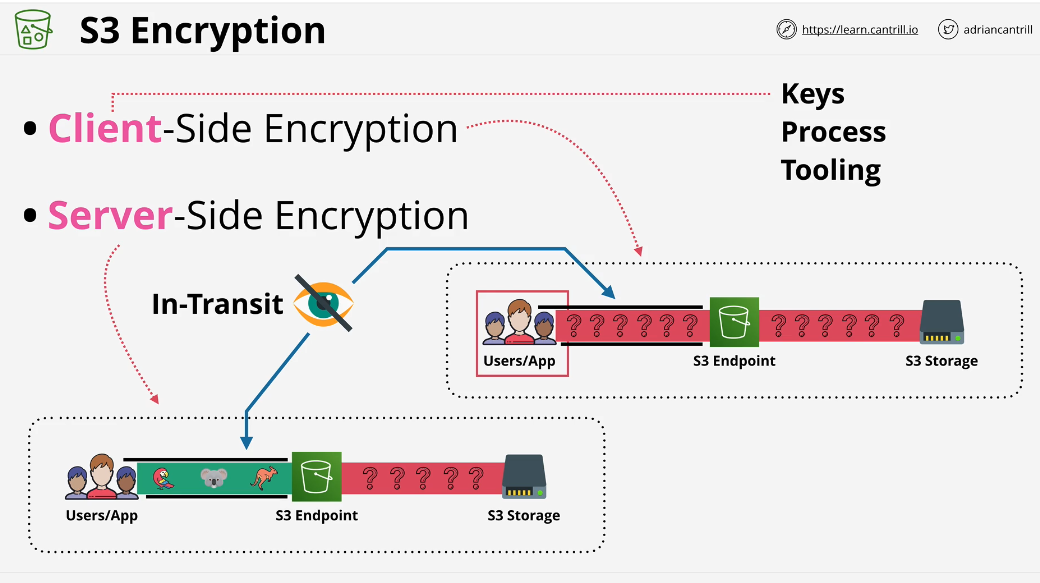 S3 Encryption
https://learn.cantrill.io
adriancantrill
Keys
Process
Tooling
• Client-Side Encryption
• Server-Side Encryption
In-Transit
? ? ? ? ? ?
? ? ? ? ? ?
Users/App
S3 Endpoint
S3 Storage
? ? ? ? ?
Users/App
S3 Endpoint
S3 Storage